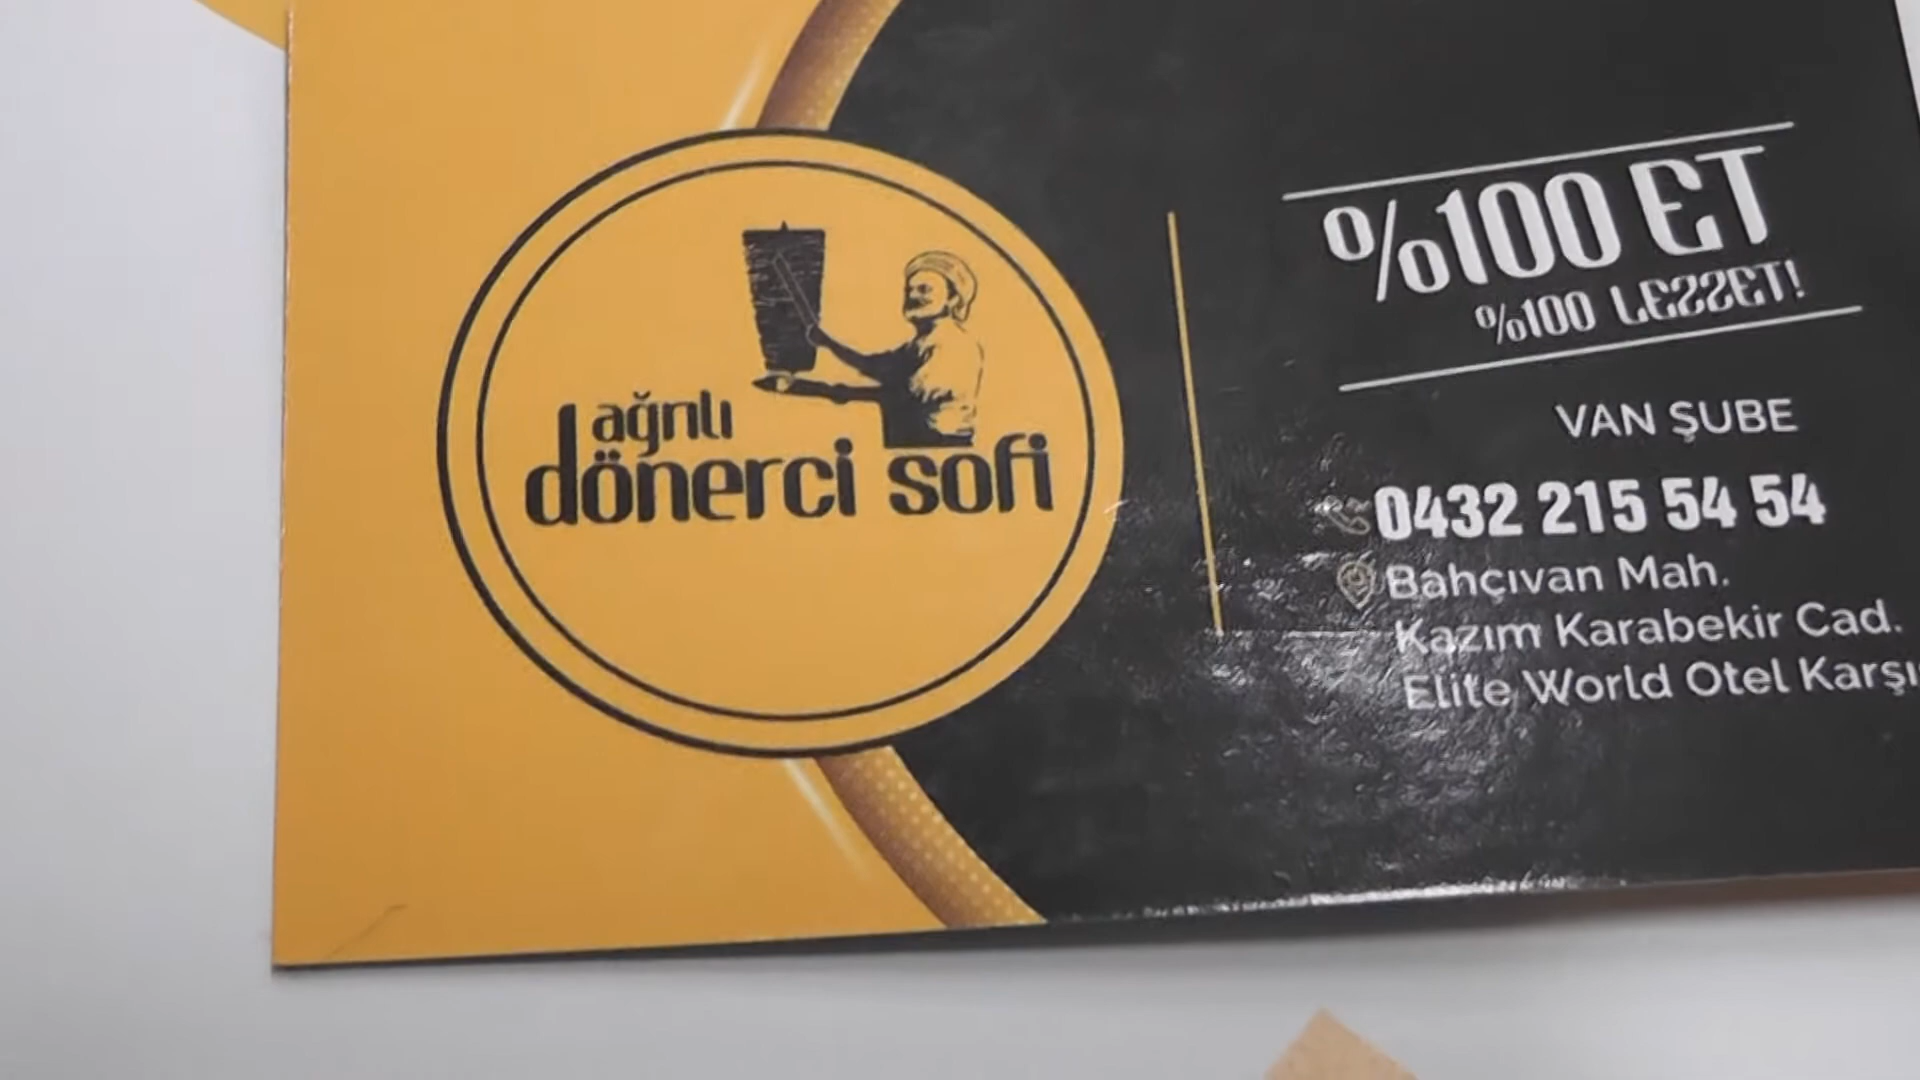 ağrılı
dönerci sofi
%100 ET
%100 LEZZET!
VAN ŞUBE
0432 215 54 54
Bahçıvan Mah.
Kazım Karabekir Cad.
Elite World Otel Karşı